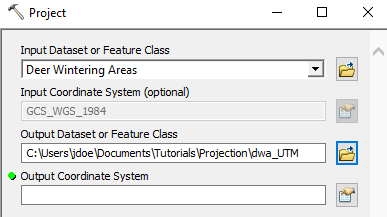 Project
Input Dataset or Feature Class
Deer Wintering Areas
Input Coordinate System (optional)
GCS_WGS_1984
Output Dataset or Feature Class
C:\Users\jdoe\Documents\Tutorials\Projection\dwa_UTM
Output Coordinate System